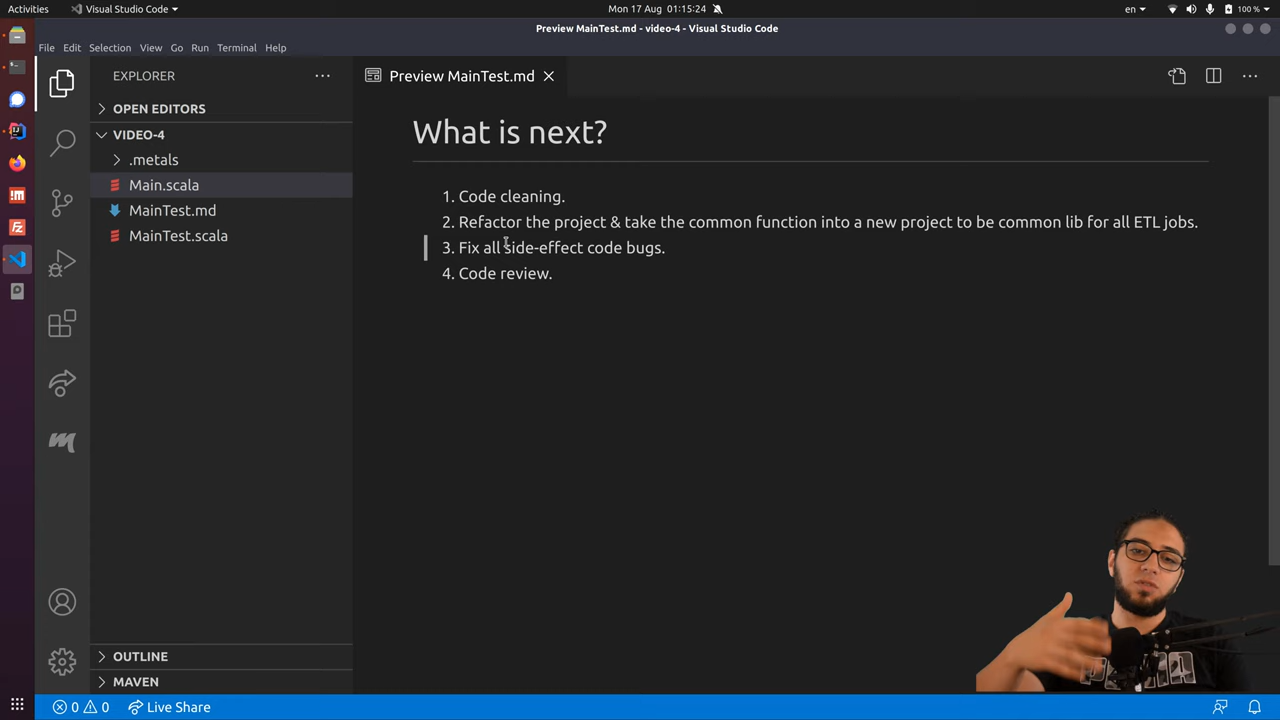 Activities
Visual Studio Code
Mon 17 Aug 01:15:24
en
100 %
Preview MainTest.md - video-4 - Visual Studio Code
File Edit Selection View Go Run Terminal Help
EXPLORER
Preview MainTest.md
OPEN EDITORS
VIDEO-4
.metals
Main.scala
MainTest.md
MainTest.scala
What is next?
1. Code cleaning.
2. Refactor the project & take the common function into a new project to be common lib for all ETL jobs.
3. Fix all side-effect code bugs.
4. Code review.
OUTLINE
MAVEN
0 0 Live Share